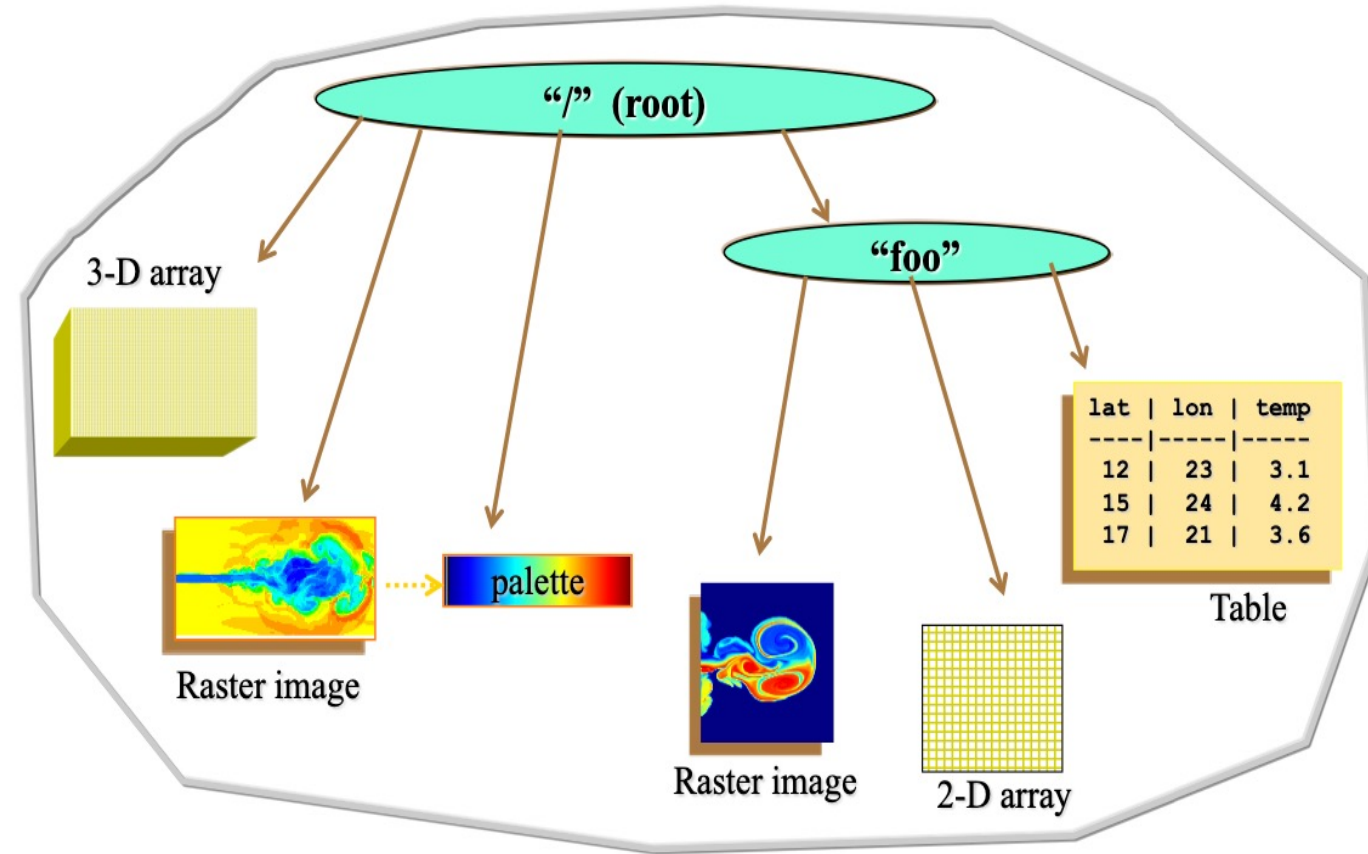 “/” (root)
“foo”
3-D array
lat | lon | temp
----|-----|-----
12 | 23 | 3.1
15 | 24 | 4.2
17 | 21 | 3.6
palette
Table
Raster image
Raster image
2-D array